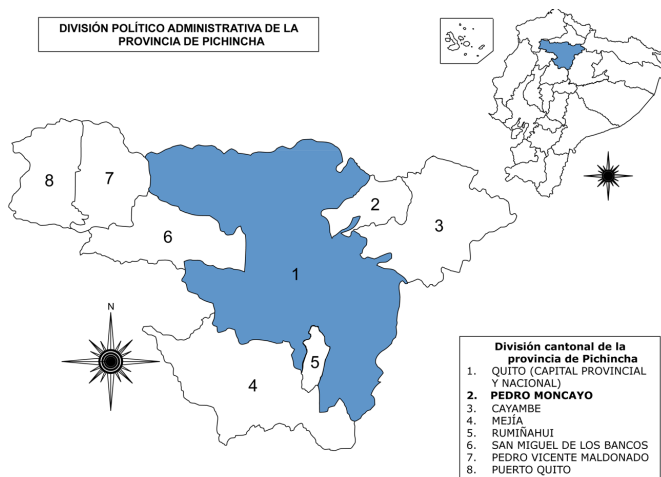 DIVISIÓN POLÍTICO ADMINISTRATIVA DE LA
PROVINCIA DE PICHINCHA
8
7
2
3
6
1
N
5
4
División cantonal de la
provincia de Pichincha
1. QUITO (CAPITAL PROVINCIAL
Y NACIONAL)
2. PEDRO MONCAYO
3. CAYAMBE
4. MEJÍA
5. RUMIÑAHUI
6. SAN MIGUEL DE LOS BANCOS
7. PEDRO VICENTE MALDONADO
8. PUERTO QUITO